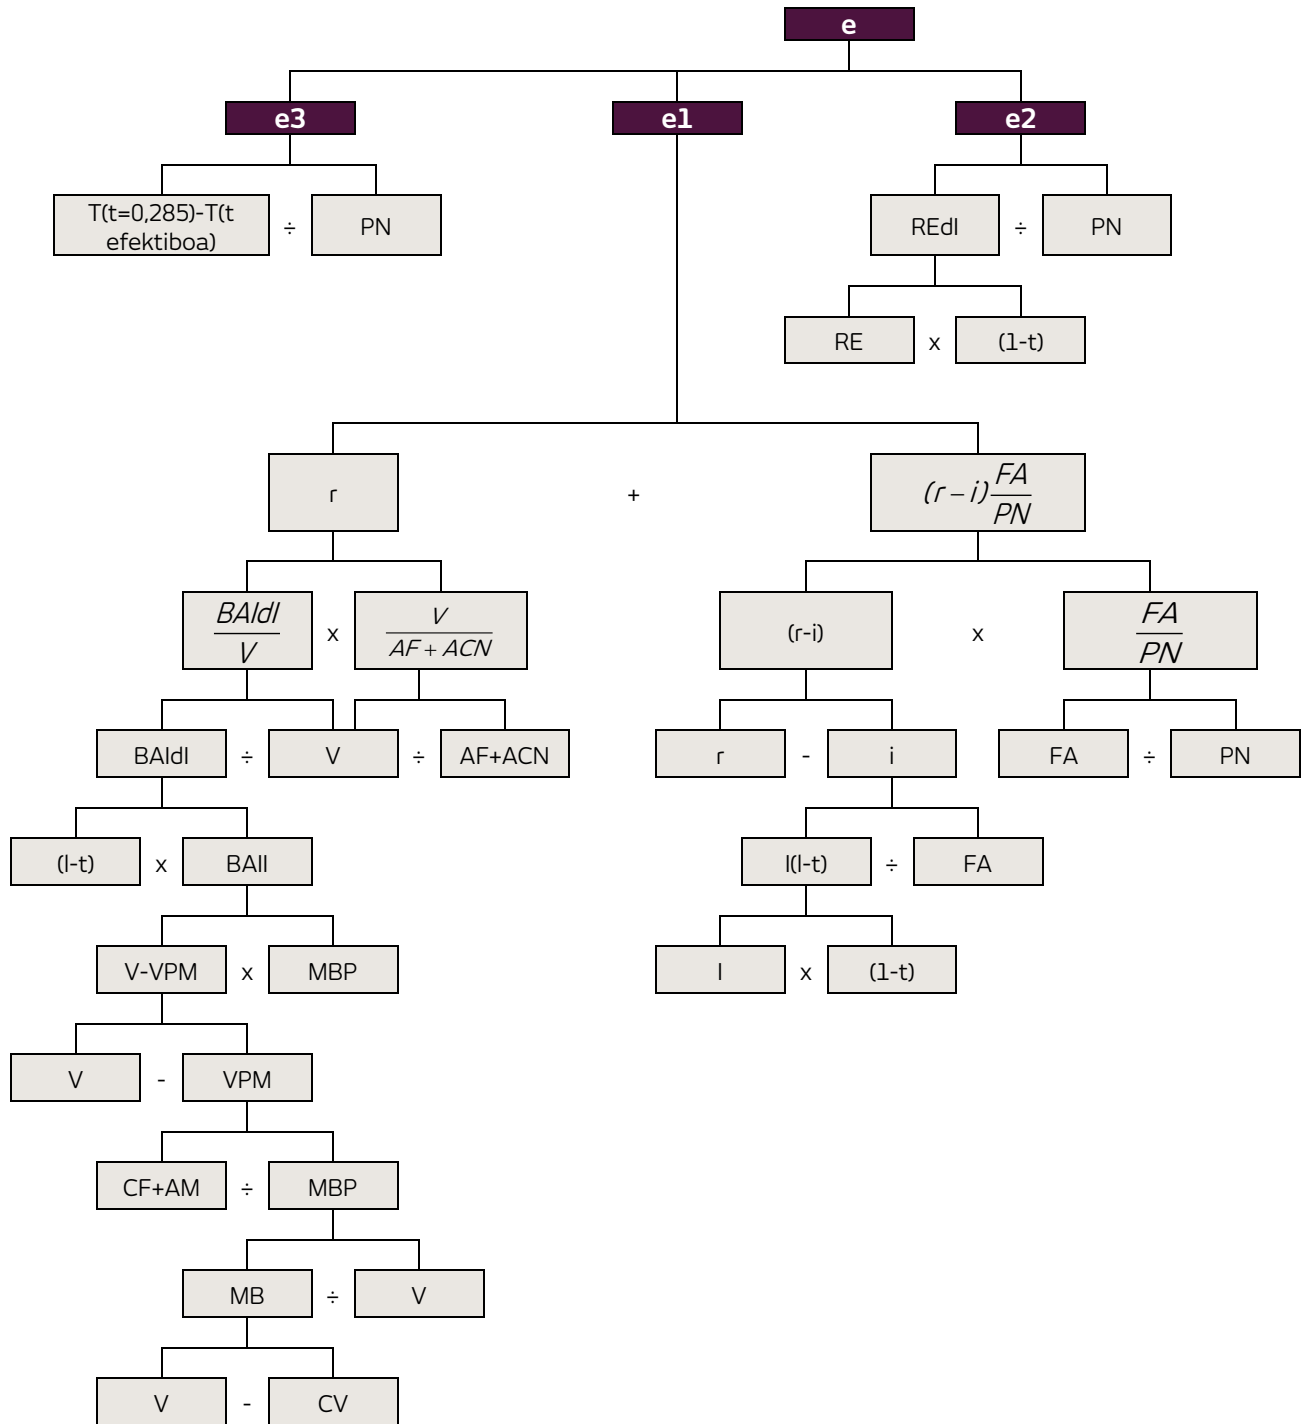 e
e3
e1
e2
T(t=0,285)-T(t
efektiboa)
÷
PN
REdI
÷
PN
RE
x
(1-t)
r
+
(r – i) FA
PN
BAIdI
V
x
V
AF + ACN
(r-i)
x
FA
PN
BAIdI
÷
V
÷
AF+ACN
r
-
i
FA
÷
PN
(l-t)
x
BAII
I(l-t)
÷
FA
V-VPM
x
MBP
I
x
(1-t)
V
-
VPM
CF+AM
÷
MBP
MB
÷
V
V
-
CV